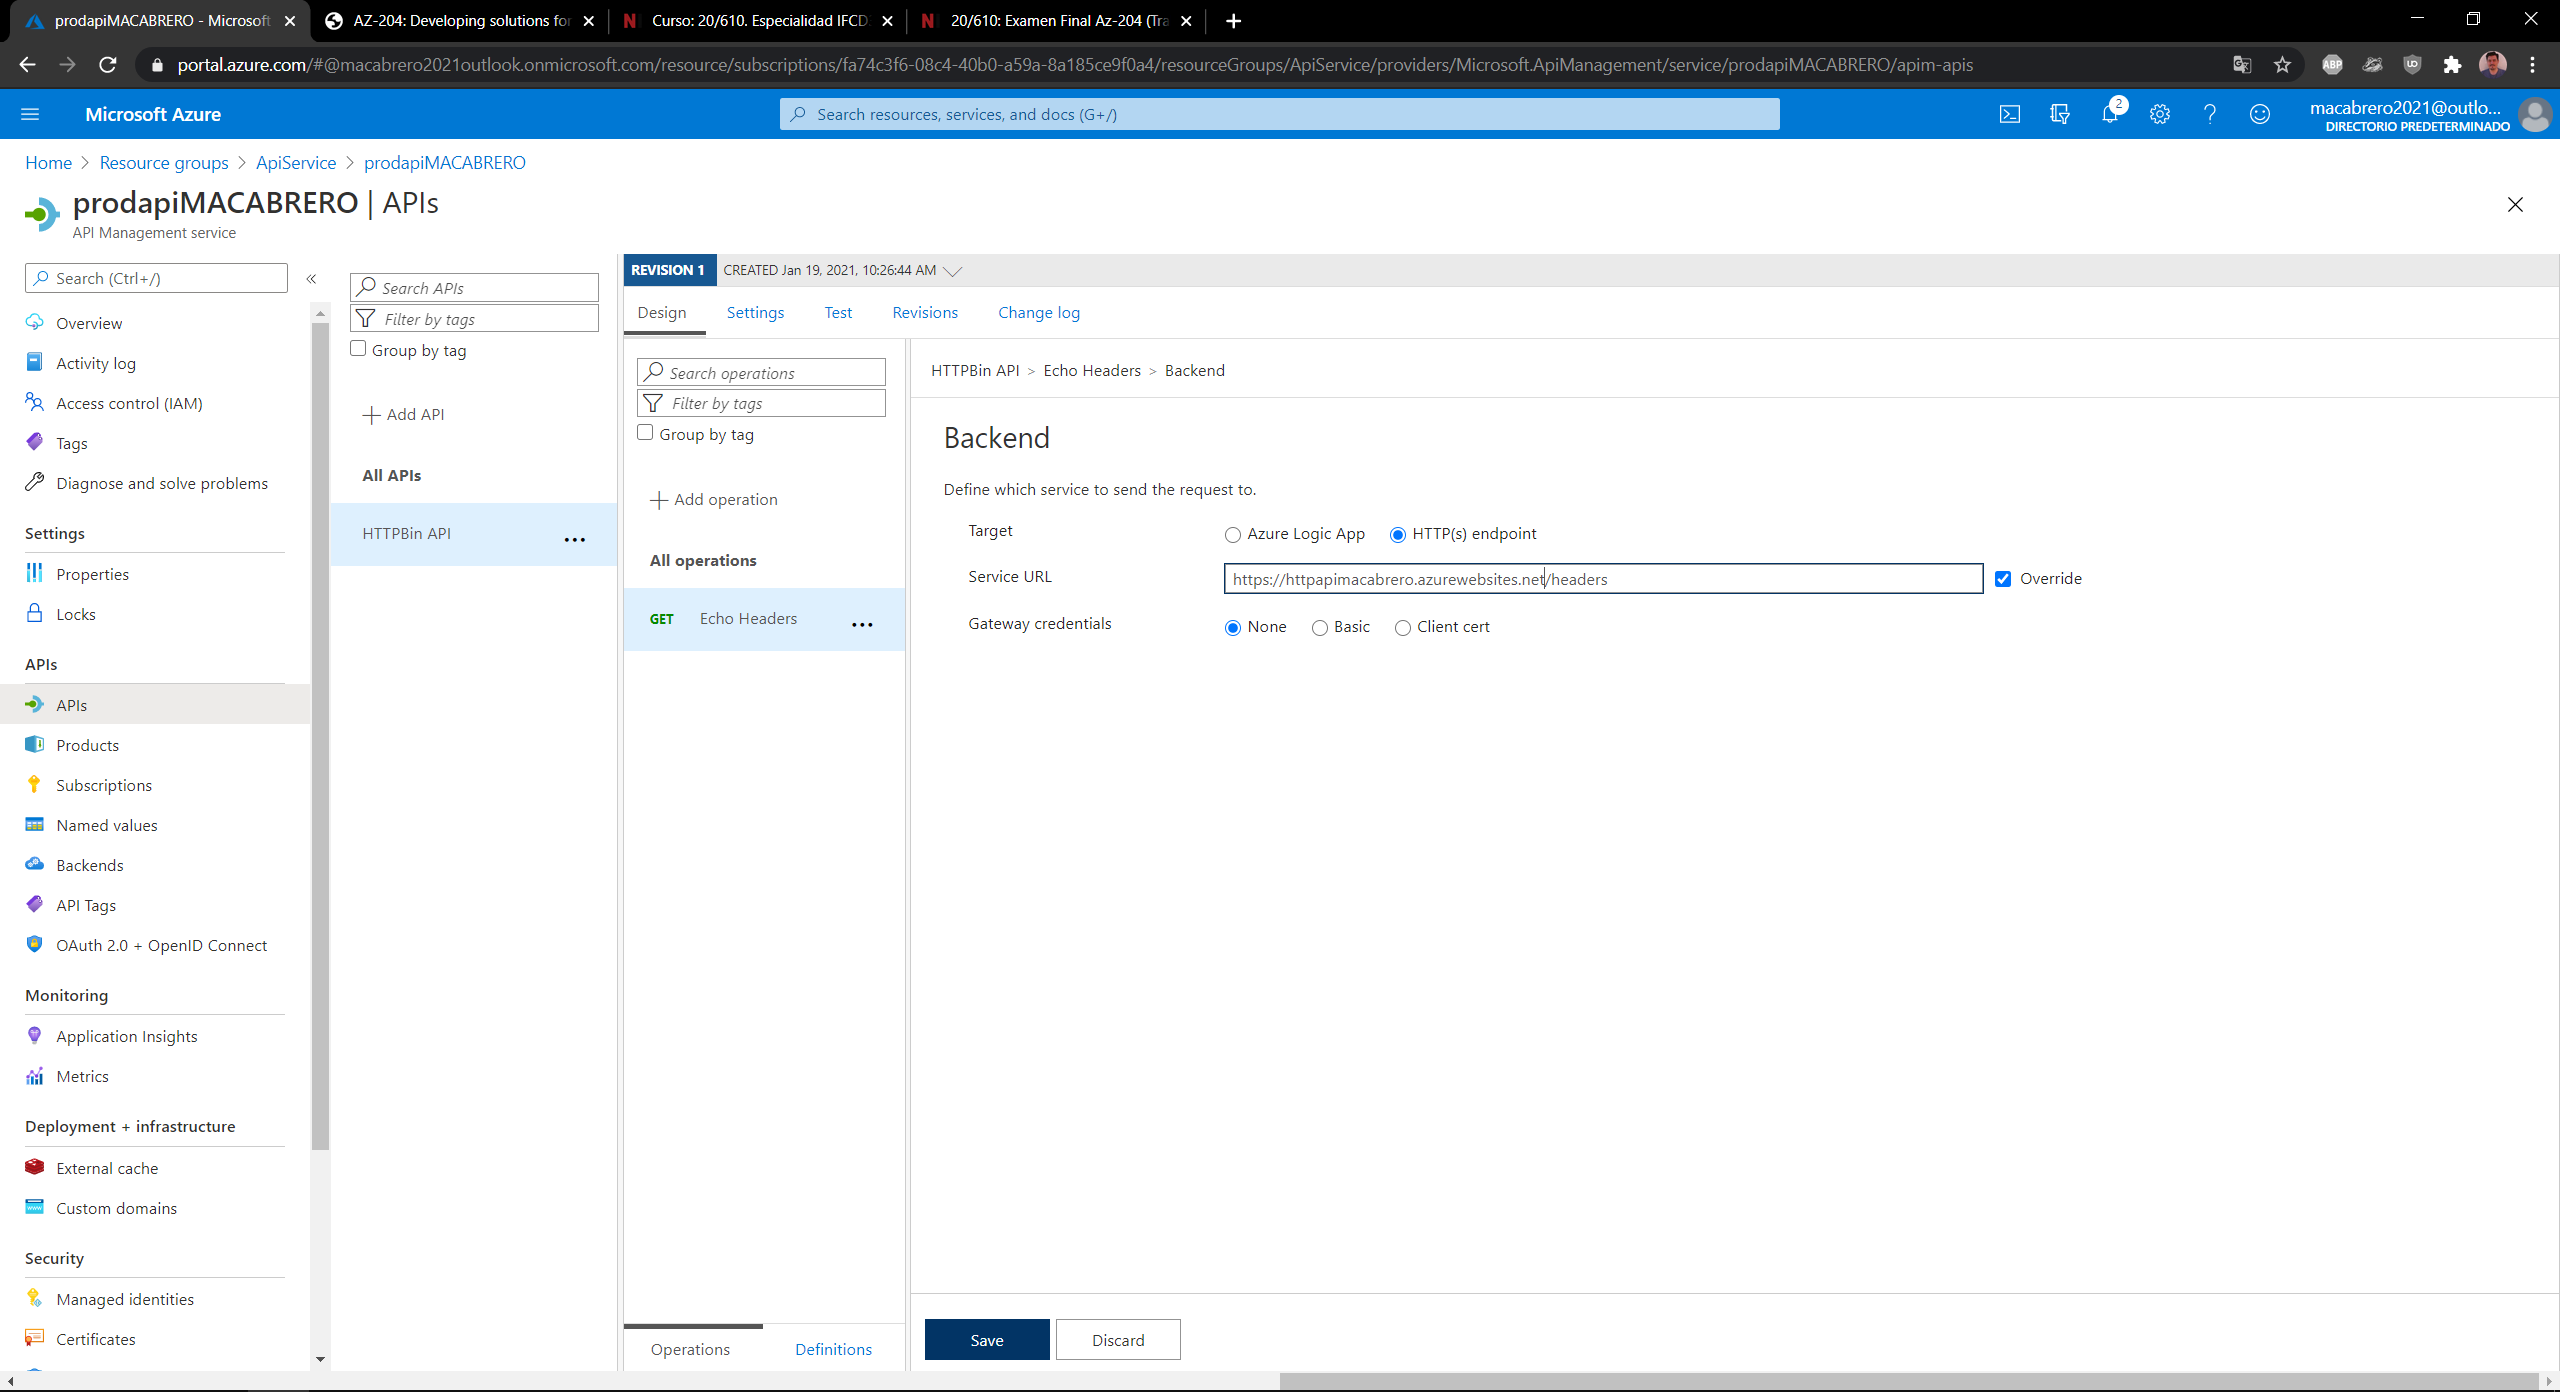 prodapiMACABRERO - Microsoft
AZ-204: Developing solutions for
Curso: 20/610. Especialidad IFCD
20/610: Examen Final Az-204 (Tra
portal.azure.com/#@macabrero2021outlook.onmicrosoft.com/resource/subscriptions/fa74c3f6-08c4-40b0-a59a-8a185ce9f0a4/resourceGroups/ApiService/providers/Microsoft.ApiManagement/service/prodapiMACABRERO/apim-apis
ABP
Microsoft Azure
Search resources, services, and docs (G+/)
2
macabrero2021@outlo...
DIRECTORIO PREDETERMINADO
Home > Resource groups > ApiService > prodapiMACABRERO
prodapiMACABRERO | APIs
API Management service
Search (Ctrl+/)
Overview
Activity log
Access control (IAM)
Tags
Diagnose and solve problems
Settings
Properties
Locks
APIs
APIs
Products
Subscriptions
Named values
Backends
API Tags
OAuth 2.0 + OpenID Connect
Monitoring
Application Insights
Metrics
Deployment + infrastructure
External cache
Custom domains
Security
Managed identities
Certificates
Search APIs
Filter by tags
Group by tag
Add API
All APIs
HTTPBin API ...
REVISION 1 CREATED Jan 19, 2021, 10:26:44 AM
Design Settings Test Revisions Change log
Search operations
Filter by tags
Group by tag
Add operation
All operations
GET Echo Headers ...
Operations Definitions
HTTPBin API > Echo Headers > Backend
Backend
Define which service to send the request to.
Target Azure Logic App HTTP(s) endpoint
Service URL https://httpapimacabrero.azurewebsites.net/headers Override
Gateway credentials None Basic Client cert
Save Discard